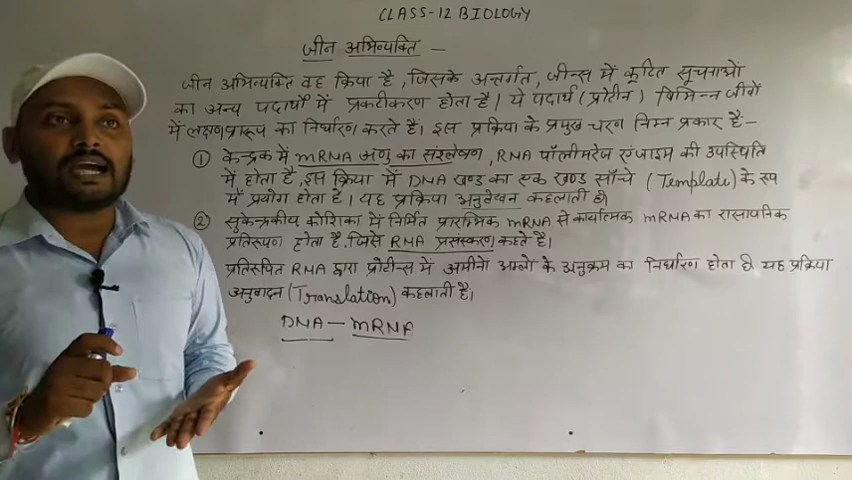 CLASS-12 BIOLOGY
जीन अभिव्यक्ति —
जीन अभिव्यक्ति वह क्रिया है, जिसके अन्तर्गत, जीन्स में कूटित सूचनाओं
का अन्य पदार्थों में प्रकटीकरण होता है। ये पदार्थ (प्रोटीन) विभिन्न जीवों
में लक्षण प्रारूप का निर्धारण करते है। इस प्रक्रिया के प्रमुख चरण निम्न प्रकार है-
① केन्द्रक में mRNA अणु का संश्लेषण, RNA पॉलीमरेज एंजाइम की उपस्थिति
में होता है, इस क्रिया में DNA खण्ड का एक खण्ड साँचे (Template) के रूप
में प्रयोग होता है। यह प्रक्रिया अनुलेखन कहलाती है।
② सुकेन्द्रकीय कोशिका में निर्मित प्रारम्भिक mRNA से कार्यात्मक mRNA का रासायनिक
प्रतिरूपण होता है, जिसे RNA प्रसंस्करण कहते है।
प्रतिरूपित RNA द्वारा प्रोटीन्स में अमीनो अम्लों के अनुक्रम का निर्धारण होता है। यह प्रक्रिया
अनुवादन (Translation) कहलाती है।
DNA — mRNA